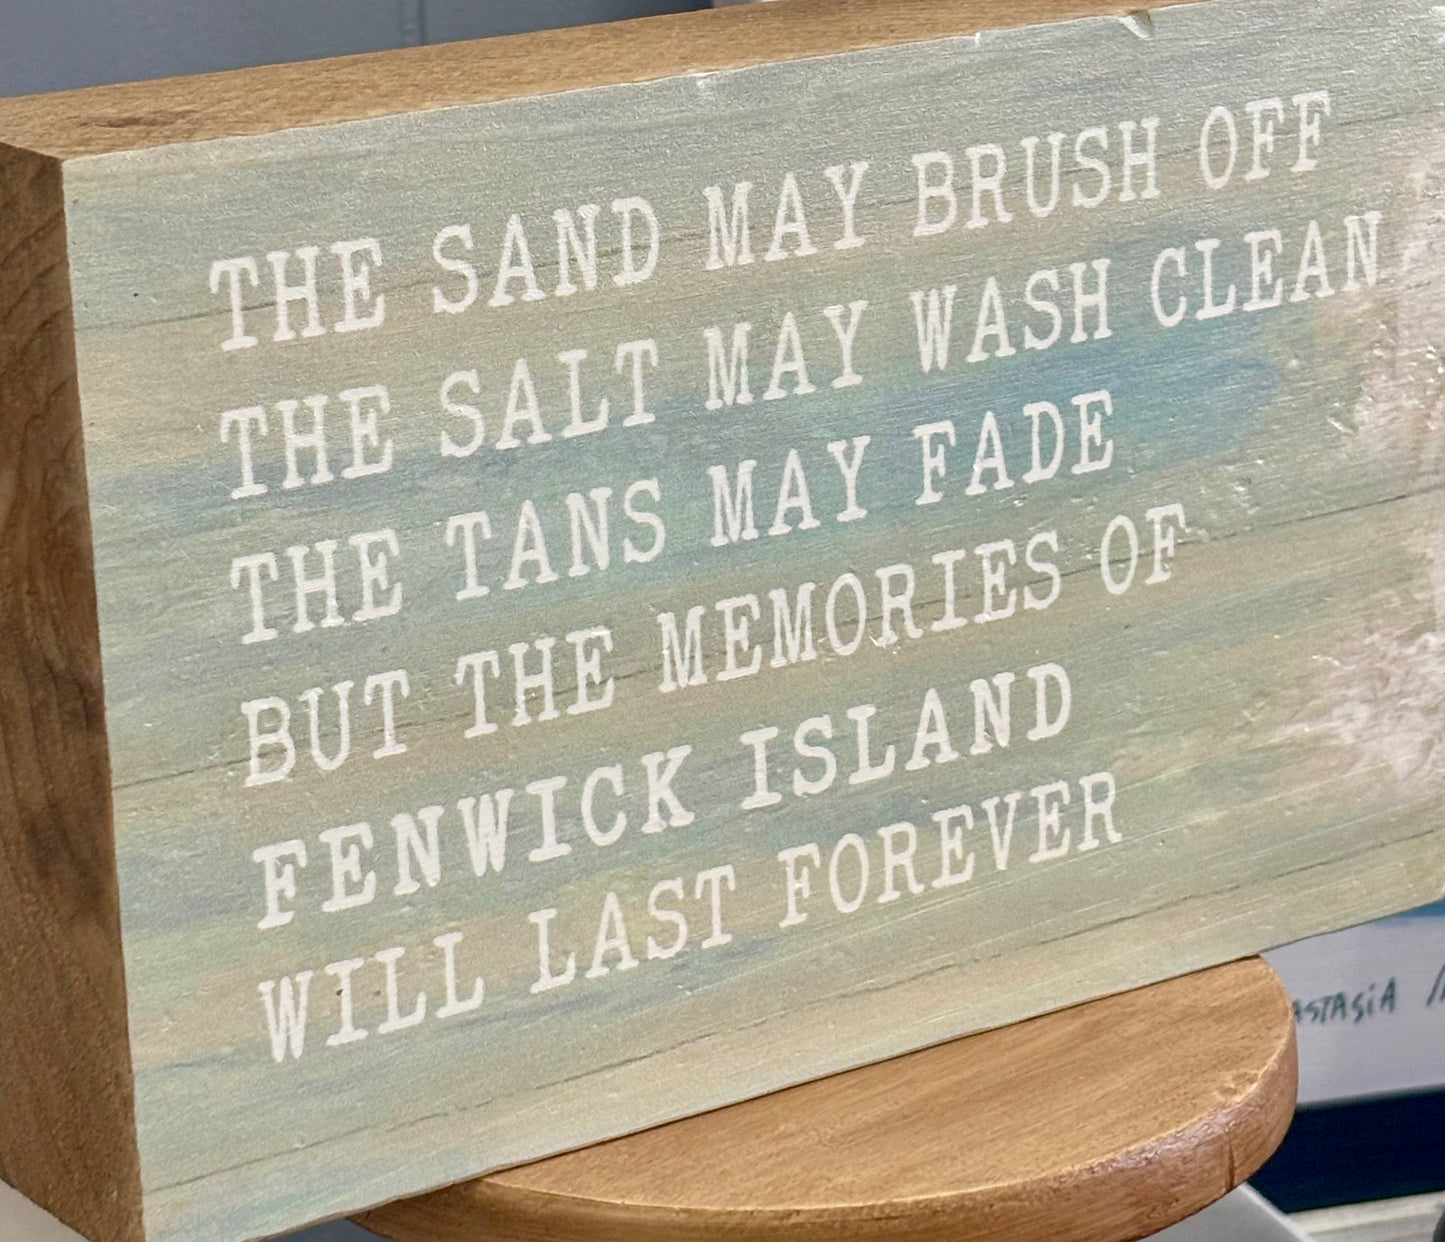 THE SAND MAY BRUSH OFF
THE SALT MAY WASH CLEAN
THE TANS MAY FADE
BUT THE MEMORIES OF
FENWICK ISLAND
WILL LAST FOREVER